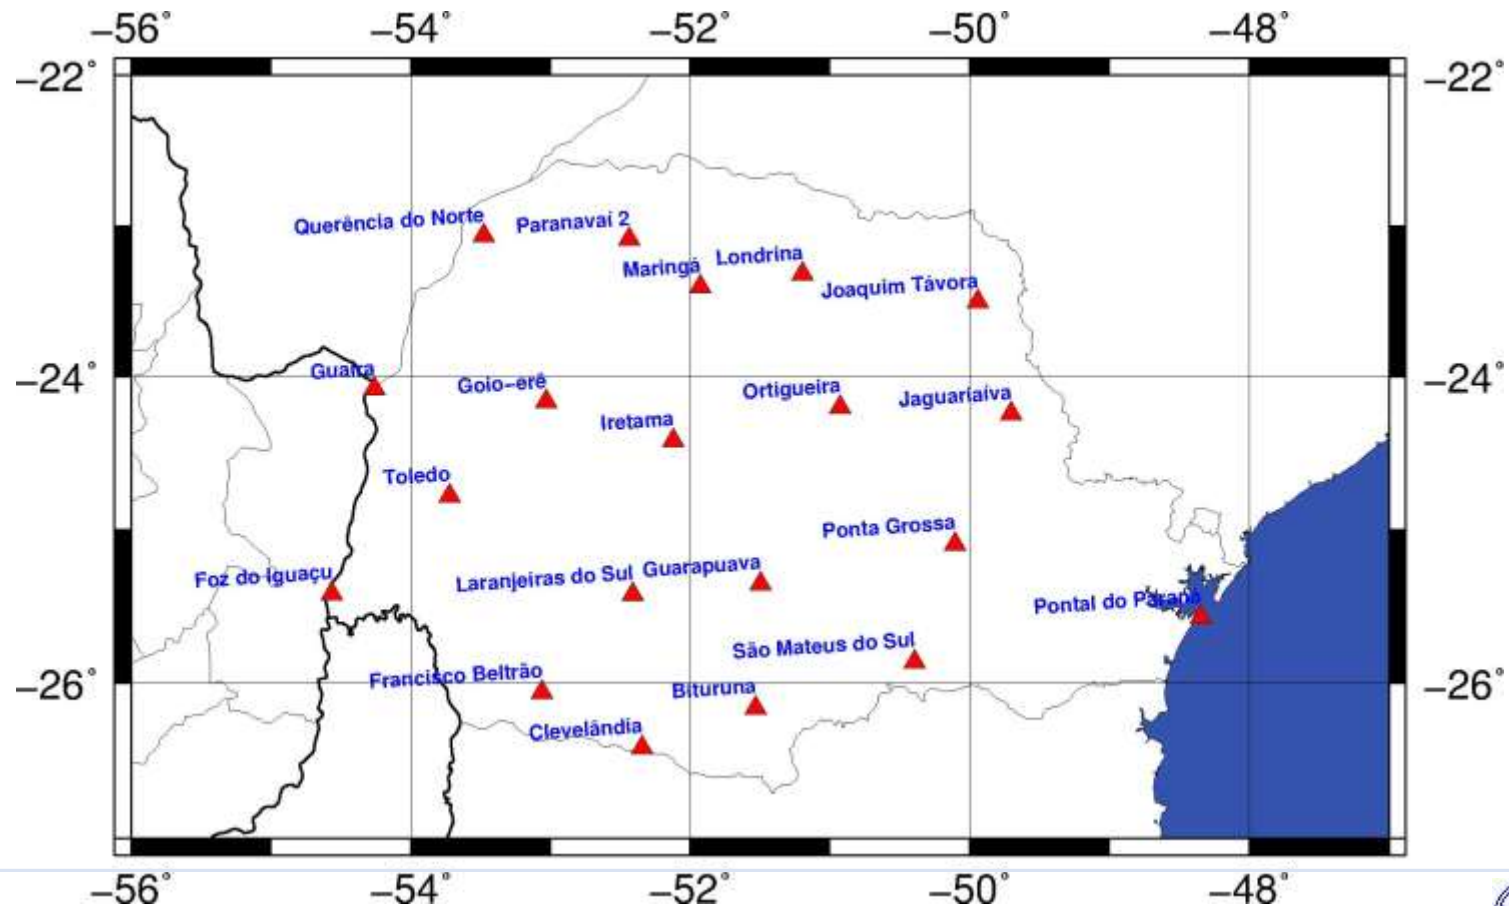 −56° −54° −52° −50° −48°
−22° −22°
Querência do Norte
Paranavaí 2
Maringá
Londrina
Joaquim Távora
−24° −24°
Guaíra
Goio−erê
Iretama
Ortigueira
Jaguariaíva
Toledo
Ponta Grossa
Foz do Iguaçu
Laranjeiras do Sul
Guarapuava
Pontal do Paraná
São Mateus do Sul
−26° −26°
Francisco Beltrão
Bituruna
Clevelândia
−56° −54° −52° −50° −48°